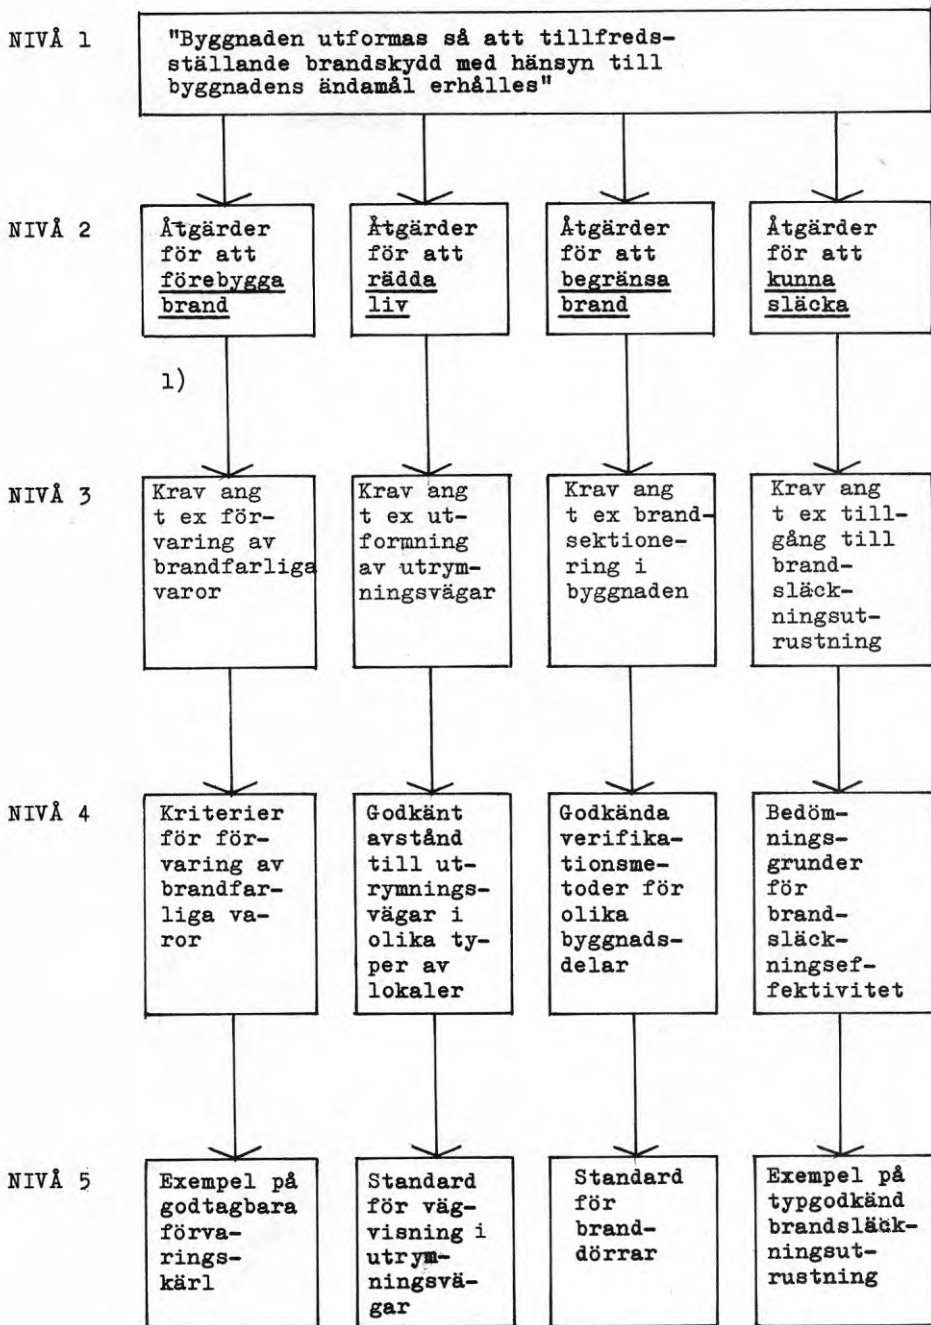 NIVÅ 1
"Byggnaden utformas så att tillfreds-
ställande brandskydd med hänsyn till
byggnadens ändamål erhålles"
NIVÅ 2
Åtgärder
för att
förebygga
brand
Åtgärder
för att
rädda
liv
Åtgärder
för att
begränsa
brand
Åtgärder
för att
kunna
släcka
1)
NIVÅ 3
Krav ang
t ex för-
varing av
brandfarliga
varor
Krav ang
t ex ut-
formning
av utrym-
ningsvägar
Krav ang
t ex brand-
sektione-
ring i
byggnaden
Krav ang
t ex till-
gång till
brand-
släck-
ningsut-
rustning
NIVÅ 4
Kriterier
för för-
varing av
brandfar-
liga va-
ror
Godkänt
avstånd
till ut-
rymnings-
vägar i
olika ty-
per av
lokaler
Godkända
verifika-
tionsme-
toder för
olika
byggnads-
delar
Bedöm-
nings-
grunder
för
brand-
släck-
ningsef-
fektivitet
NIVÅ 5
Exempel på
godtagbara
förva-
rings-
kärl
Standard
för väg-
visning i
utrym-
ningsvä-
gar
Standard
för
brand-
dörrar
Exempel på
typgodkänd
brandsläck-
ningsut-
rustning